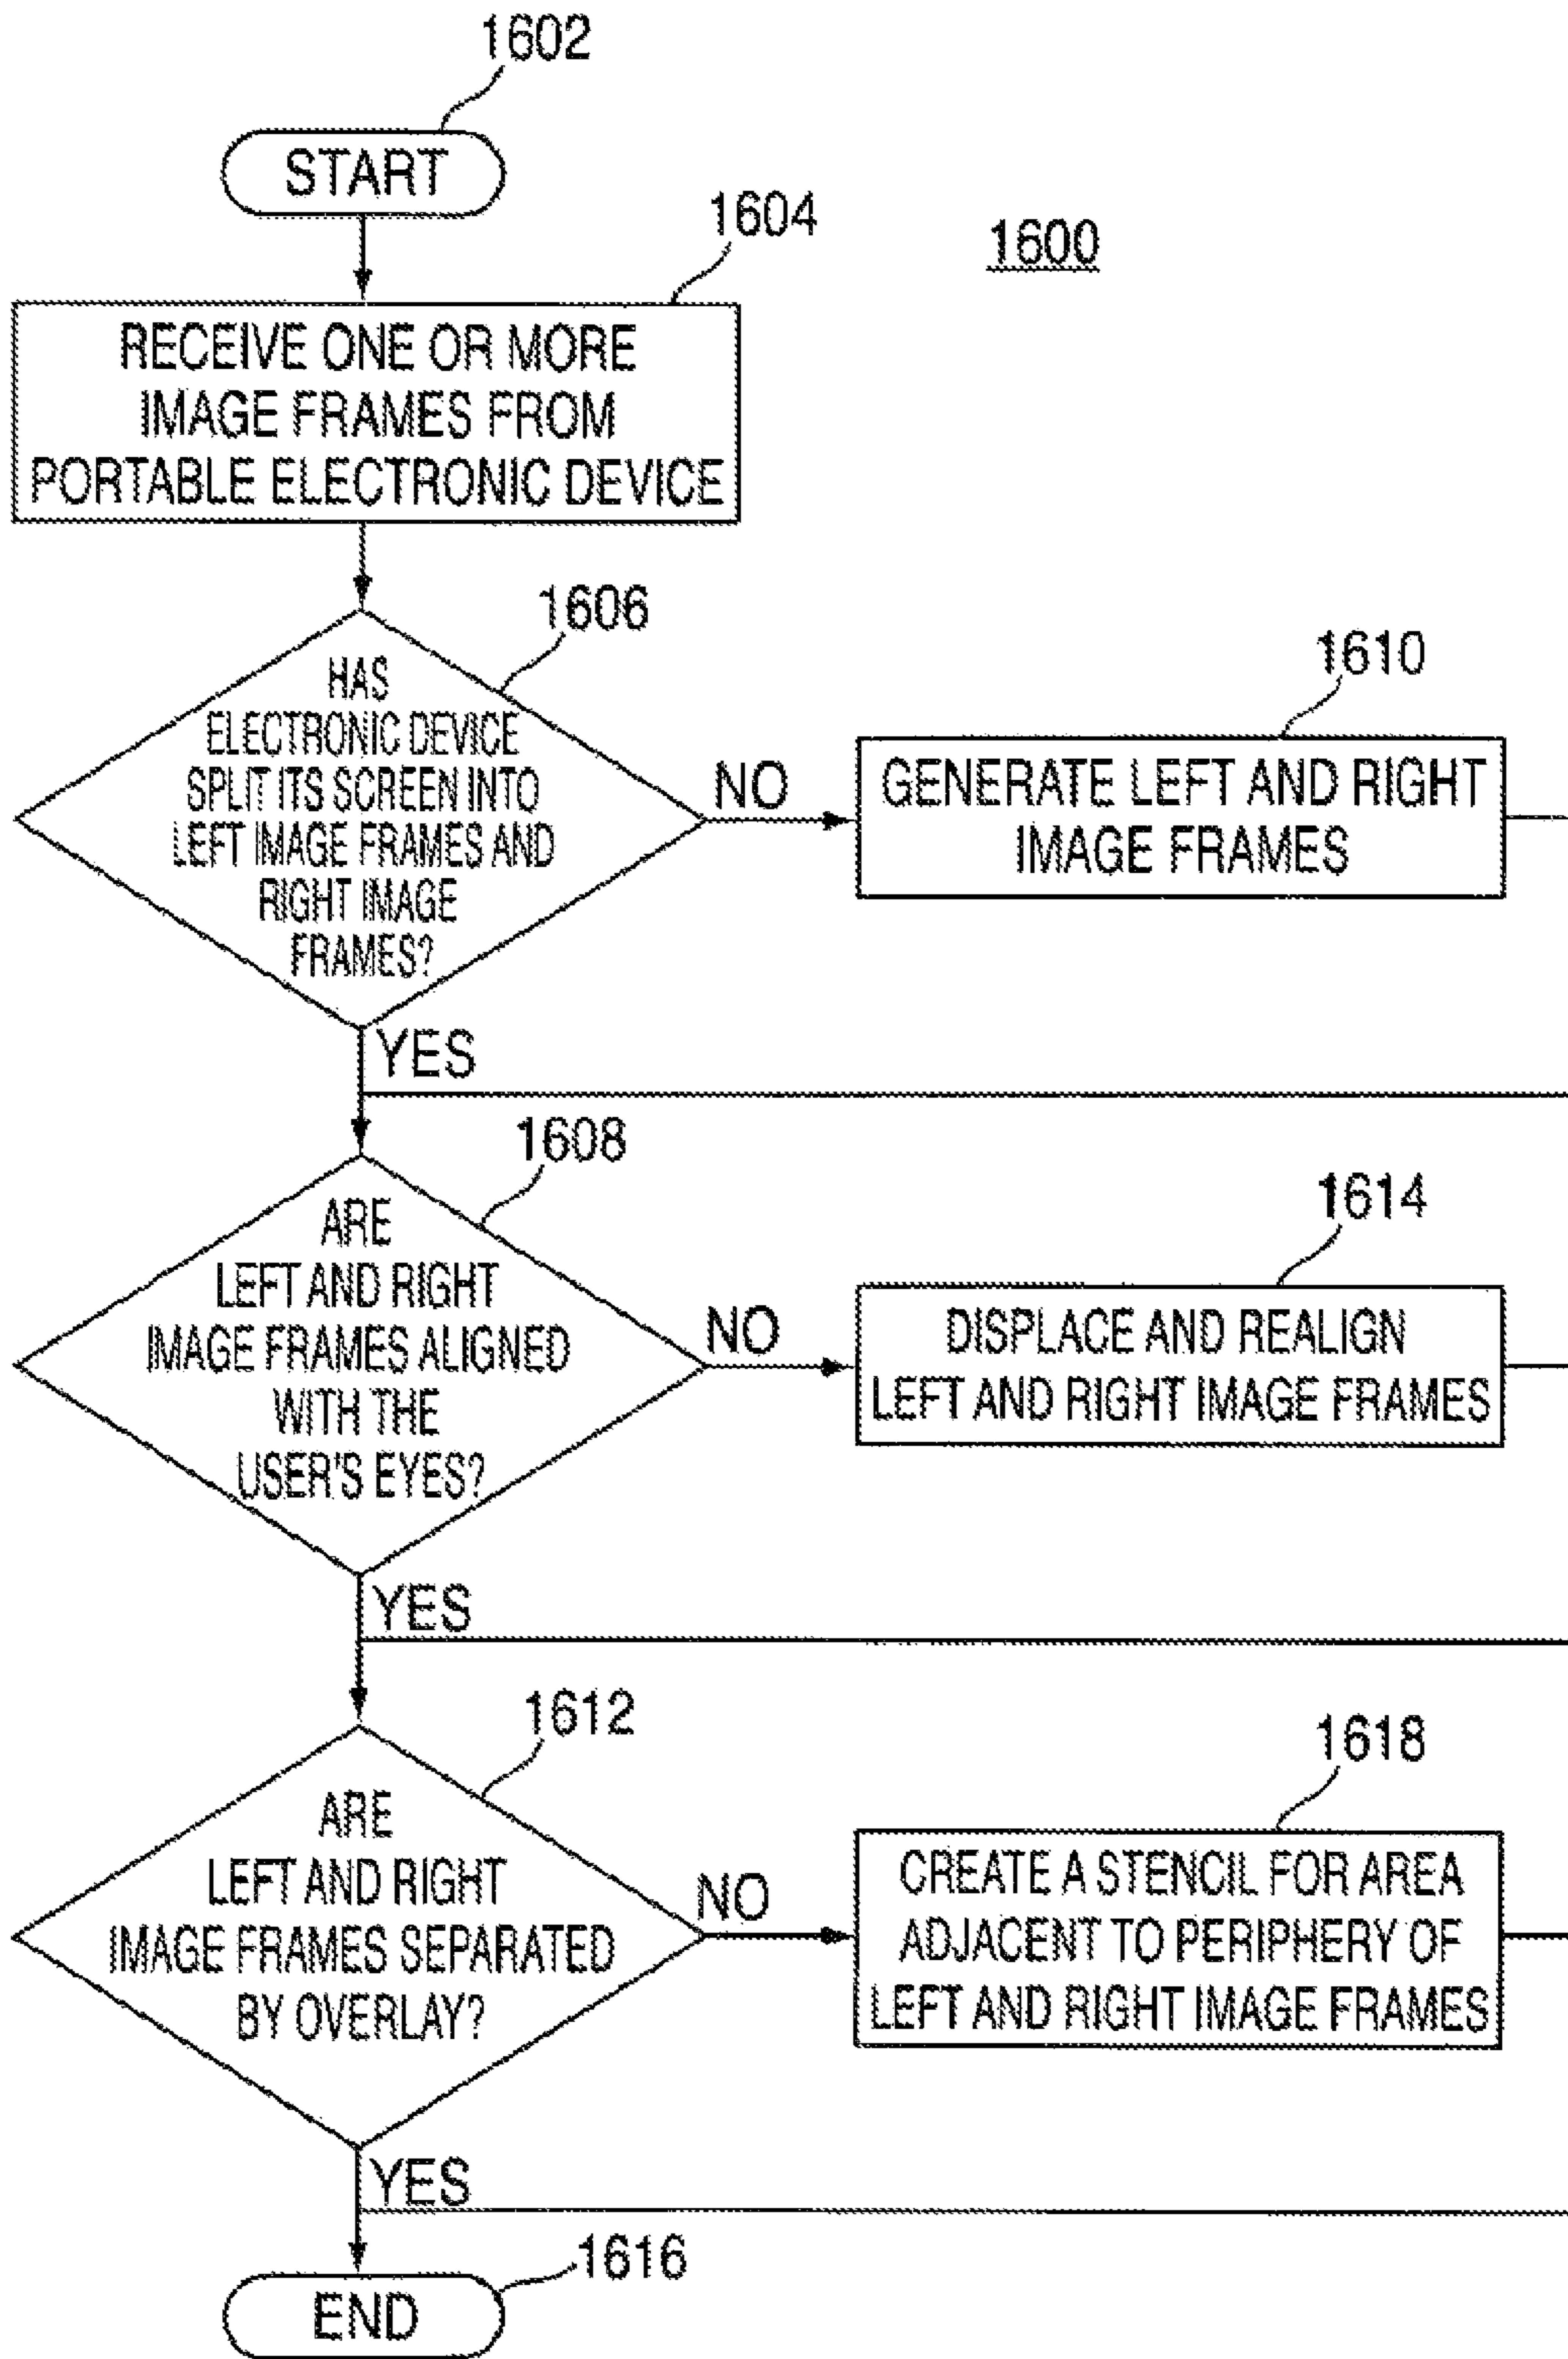 1602
START
1604
1600
RECEIVE ONE OR MORE
IMAGE FRAMES FROM
PORTABLE ELECTRONIC DEVICE
1606
HAS
ELECTRONIC DEVICE
SPLIT ITS SCREEN INTO
LEFT IMAGE FRAMES AND
RIGHT IMAGE
FRAMES?
NO
1610
GENERATE LEFT AND RIGHT
IMAGE FRAMES
YES
1608
ARE
LEFT AND RIGHT
IMAGE FRAMES ALIGNED
WITH THE
USER'S EYES?
NO
1614
DISPLACE AND REALIGN
LEFT AND RIGHT IMAGE FRAMES
YES
1612
ARE
LEFT AND RIGHT
IMAGE FRAMES SEPARATED
BY OVERLAY?
NO
1618
CREATE A STENCIL FOR AREA
ADJACENT TO PERIPHERY OF
LEFT AND RIGHT IMAGE FRAMES
YES
1616
END